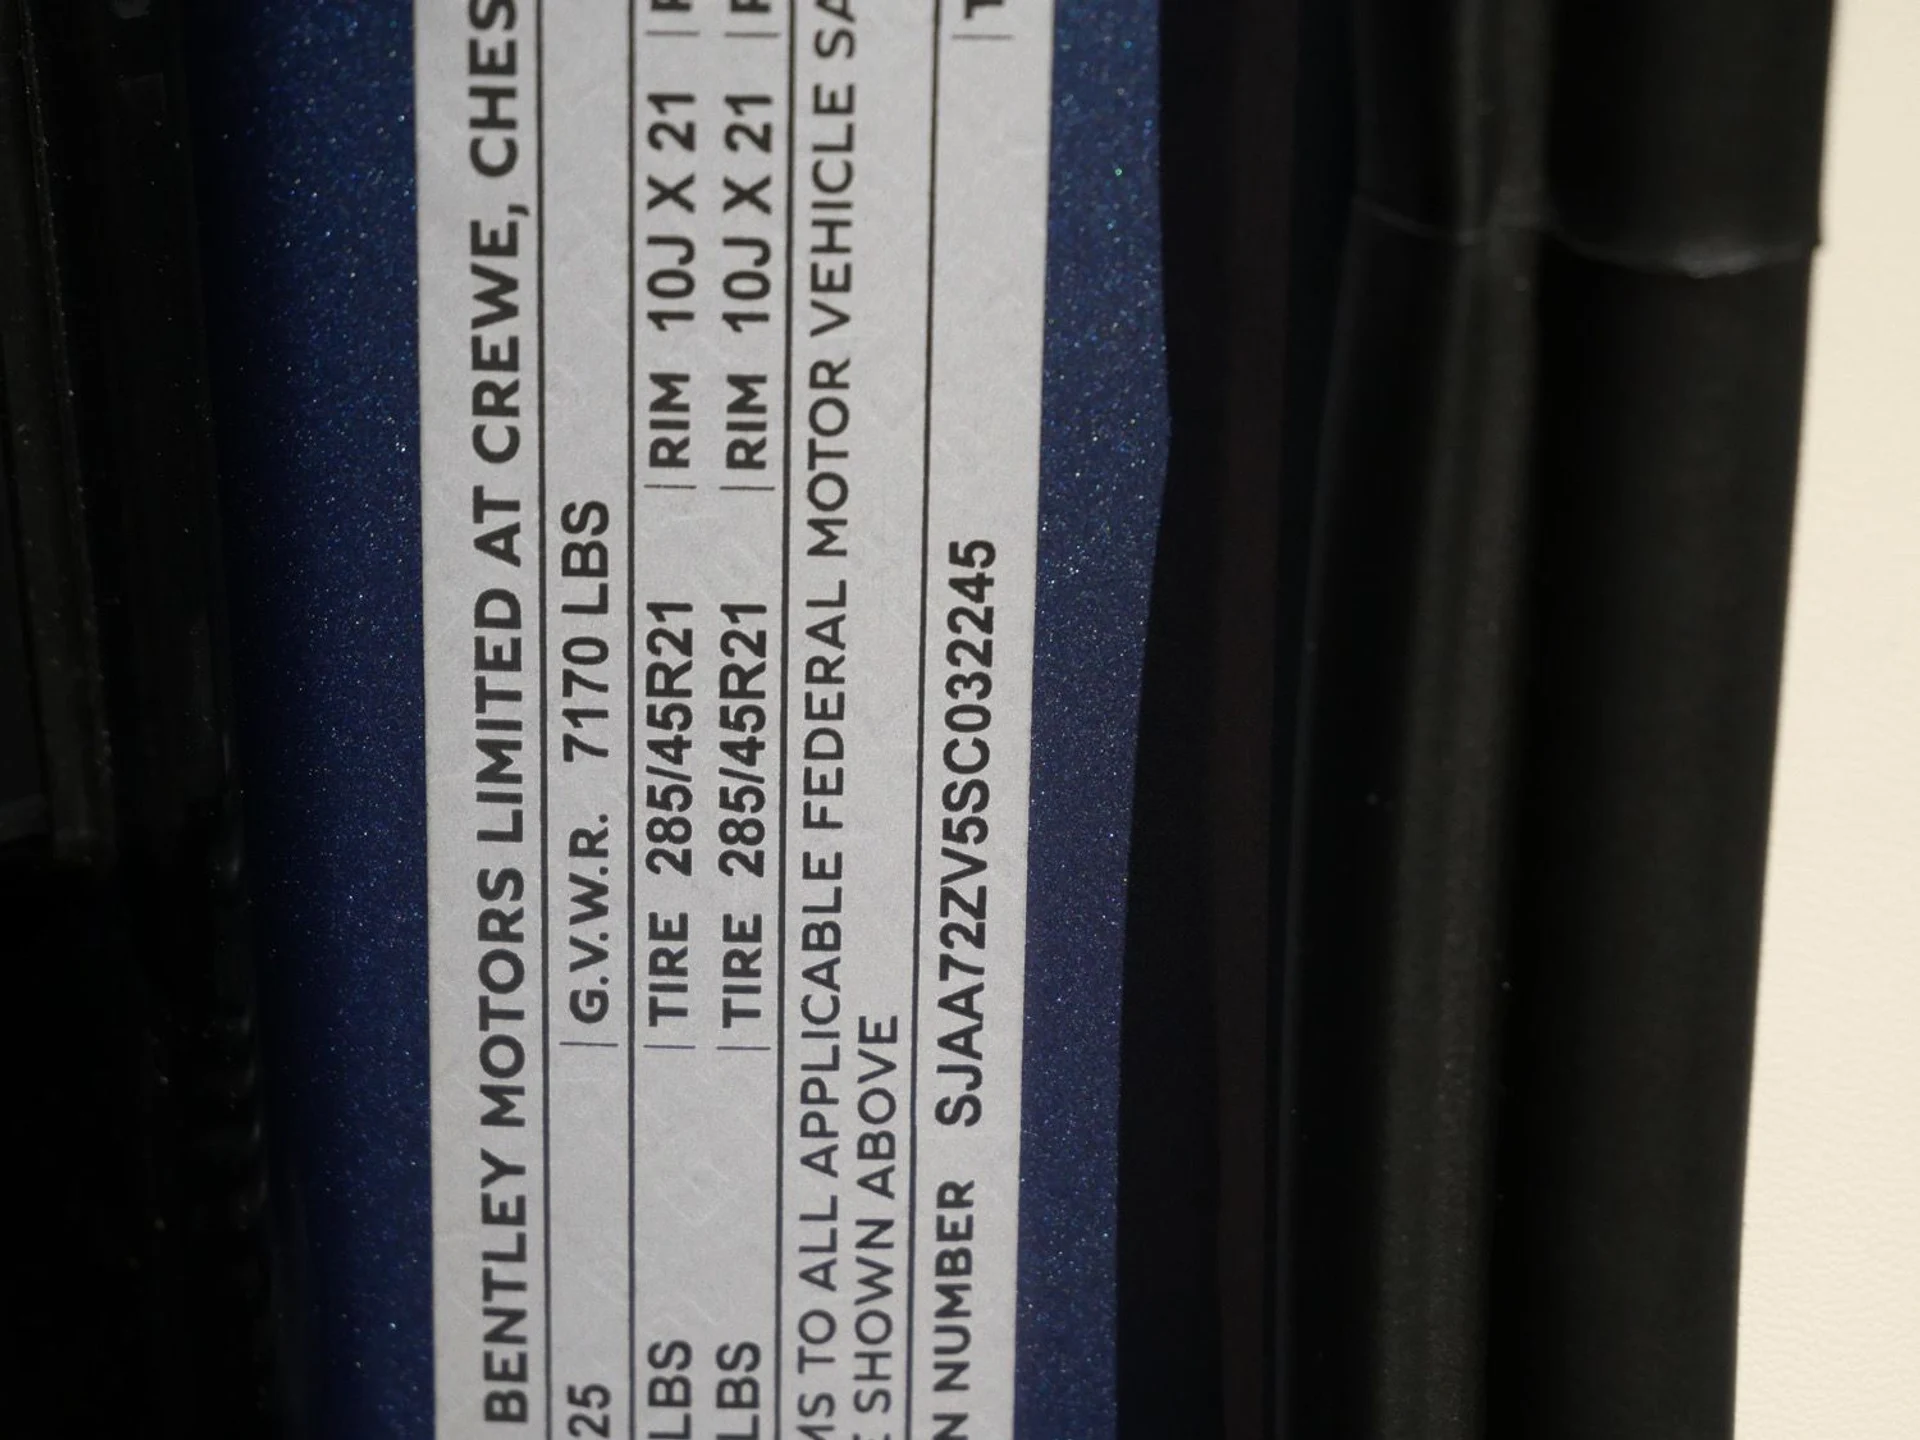 BENTLEY MOTORS LIMITED AT CREWE, CHES
25 | G.V.W.R. 7170 LBS
LBS | TIRE 285/45R21 | RIM 10J X 21 |
LBS | TIRE 285/45R21 | RIM 10J X 21 |
MS TO ALL APPLICABLE FEDERAL MOTOR VEHICLE SA
E SHOWN ABOVE
N NUMBER SJAA72ZV5SC032245 | T